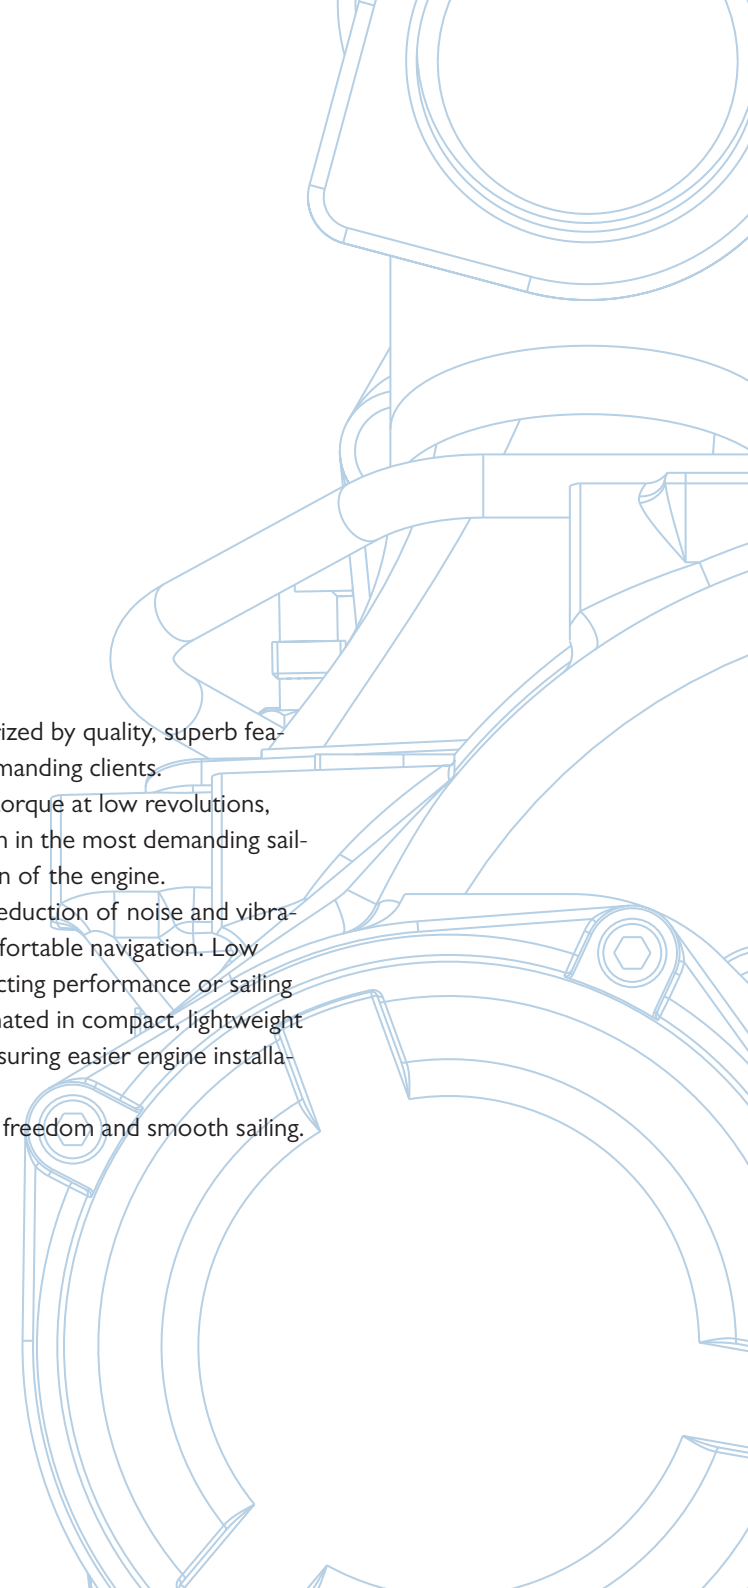 rized by quality, superb fea-
manding clients.
torque at low revolutions,
n in the most demanding sail-
n of the engine.
eduction of noise and vibra-
fortable navigation. Low
cting performance or sailing
nated in compact, lightweight
suring easier engine installa-
freedom and smooth sailing.